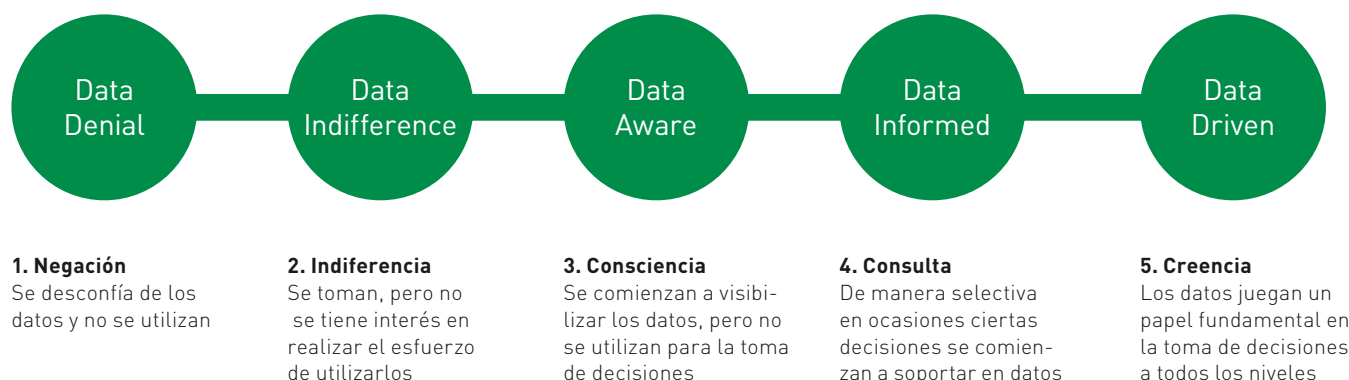 Data
Denial
Data
Indifference
Data
Aware
Data
Informed
Data
Driven
1. Negación
Se desconfía de los
datos y no se utilizan
2. Indiferencia
Se toman, pero no
se tiene interés en
realizar el esfuerzo
de utilizarlos
3. Consciencia
Se comienzan a visibi-
lizar los datos, pero no
se utilizan para la toma
de decisiones
4. Consulta
De manera selectiva
en ocasiones ciertas
decisiones se comien-
zan a soportar en datos
5. Creencia
Los datos juegan un
papel fundamental en
la toma de decisiones
a todos los niveles